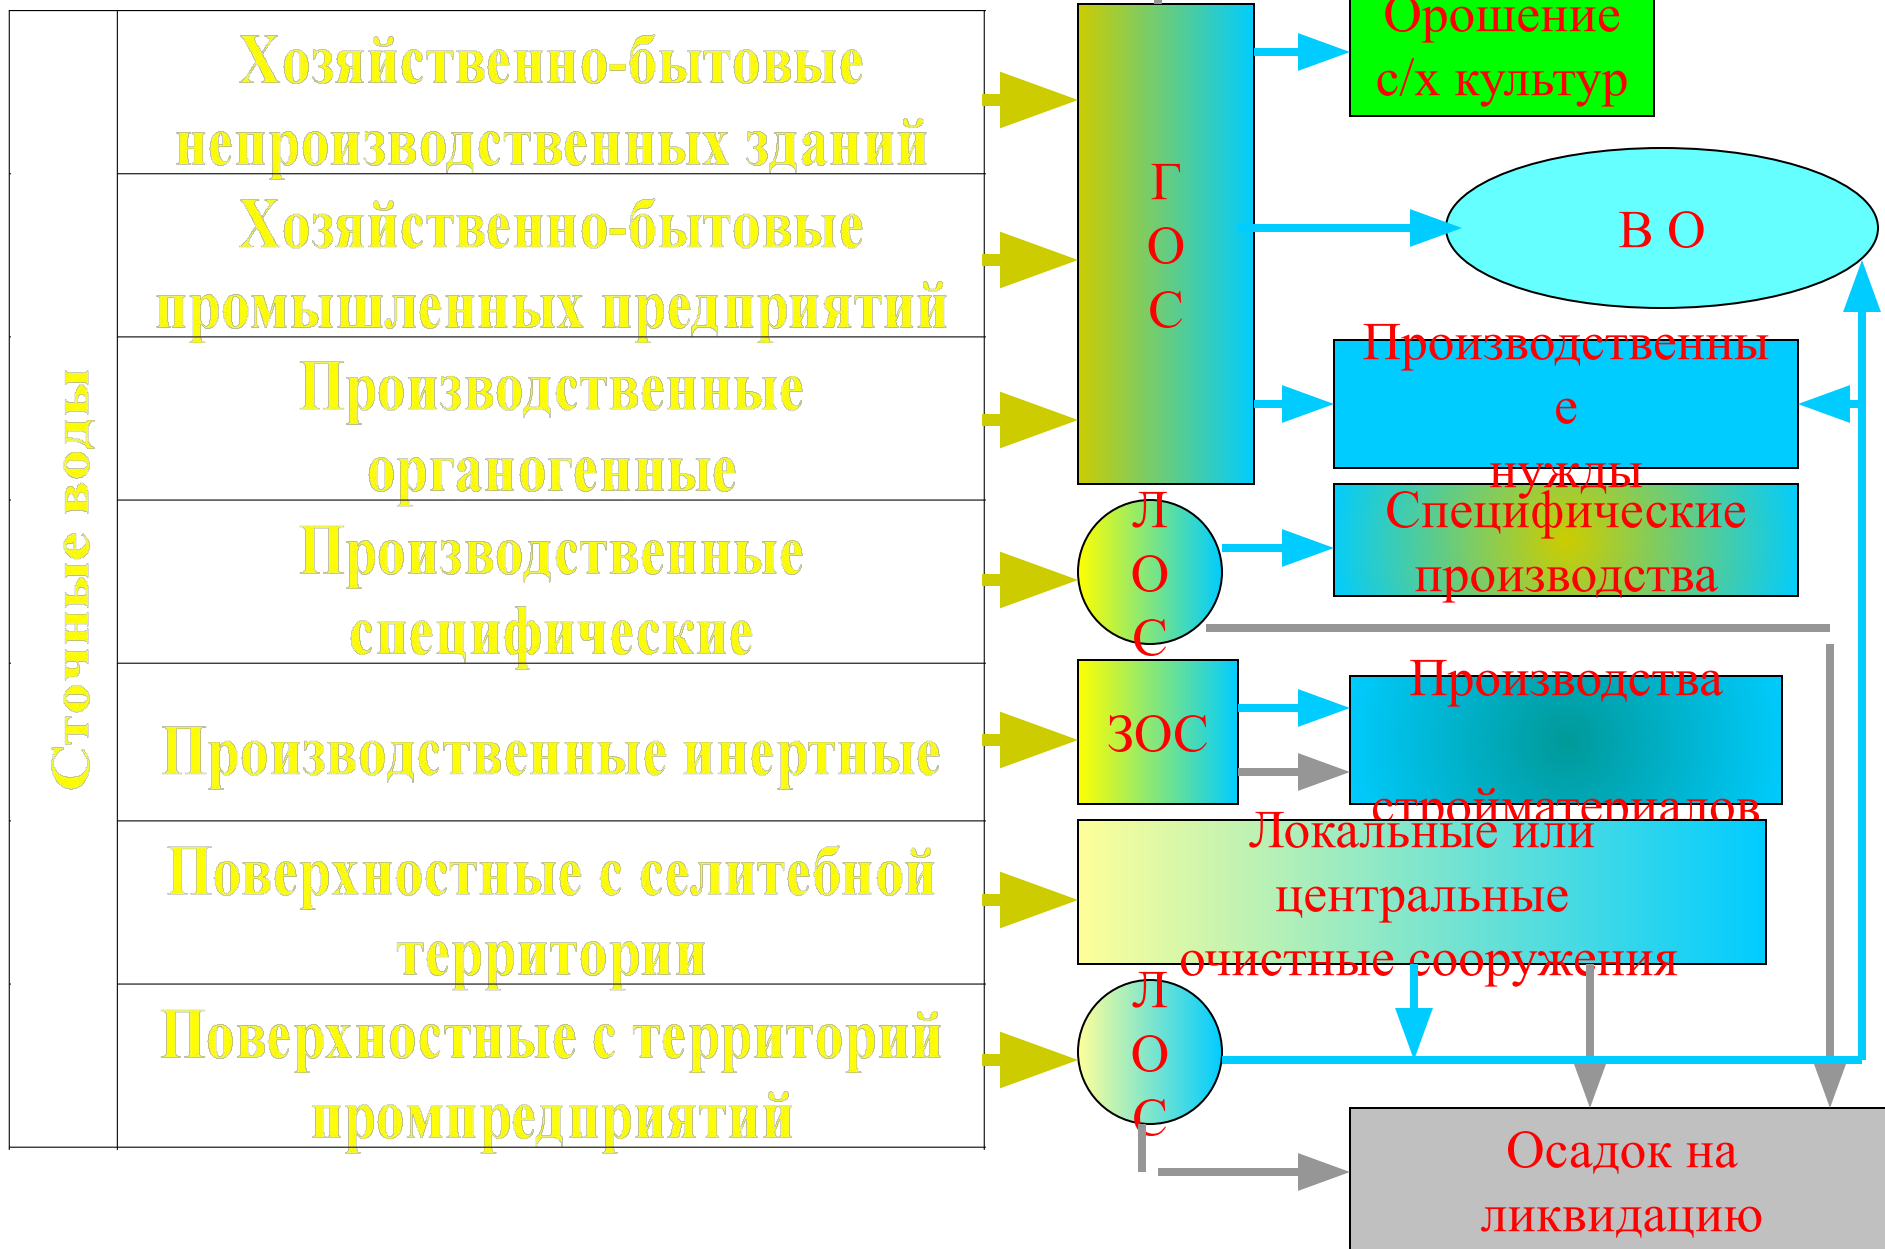 Сточные воды
Хозяйственно-бытовые
непроизводственных зданий
Хозяйственно-бытовые
промышленных предприятий
Производственные
органогенные
Производственные
специфические
Производственные инертные
Поверхностные с селитебной
территории
Поверхностные с территорий
промпредприятий
Г
О
С
Орошение
с/х культур
В О
Производственны
е
нужды
Л
О
С
Специфические
производства
ЗОС
Производства
стройматериалов
Локальные или
центральные
очистные сооружения
Л
О
С
Осадок на
ликвидацию